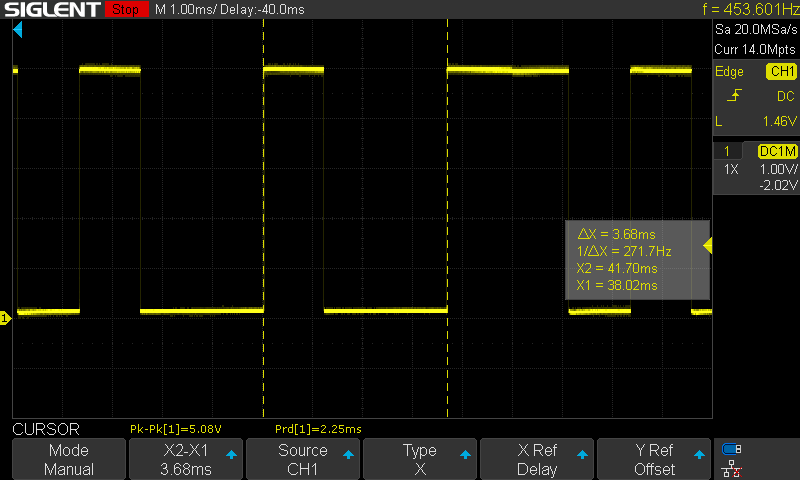 SIGLENT Stop M 1.00ms/ Delay:-40.0ms f = 453.601Hz
Sa 20.0MSa/s
Curr 14.0Mpts
Edge CH1
DC
L 1.46V
1 DC1M
1X 1.00V/
-2.02V
ΔX = 3.68ms
1/ΔX = 271.7Hz
X2 = 41.70ms
X1 = 38.02ms
1
CURSOR Pk-Pk[1]=5.08V Prd[1]=2.25ms
Mode X2-X1 Source Type X Ref Y Ref
Manual 3.68ms CH1 X Delay Offset